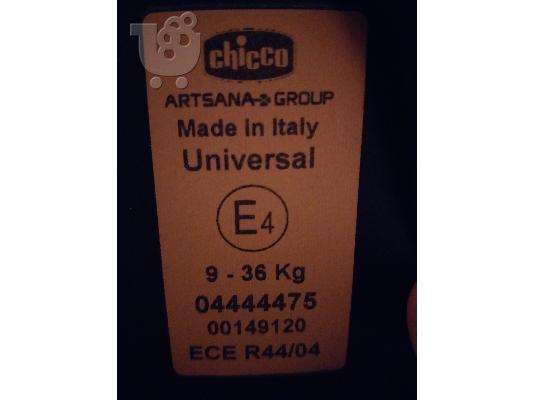 chicco
ARTSANA GROUP
Made In Italy
Universal
E4
9 - 36 Kg
04444475
00149120
ECE R44/04